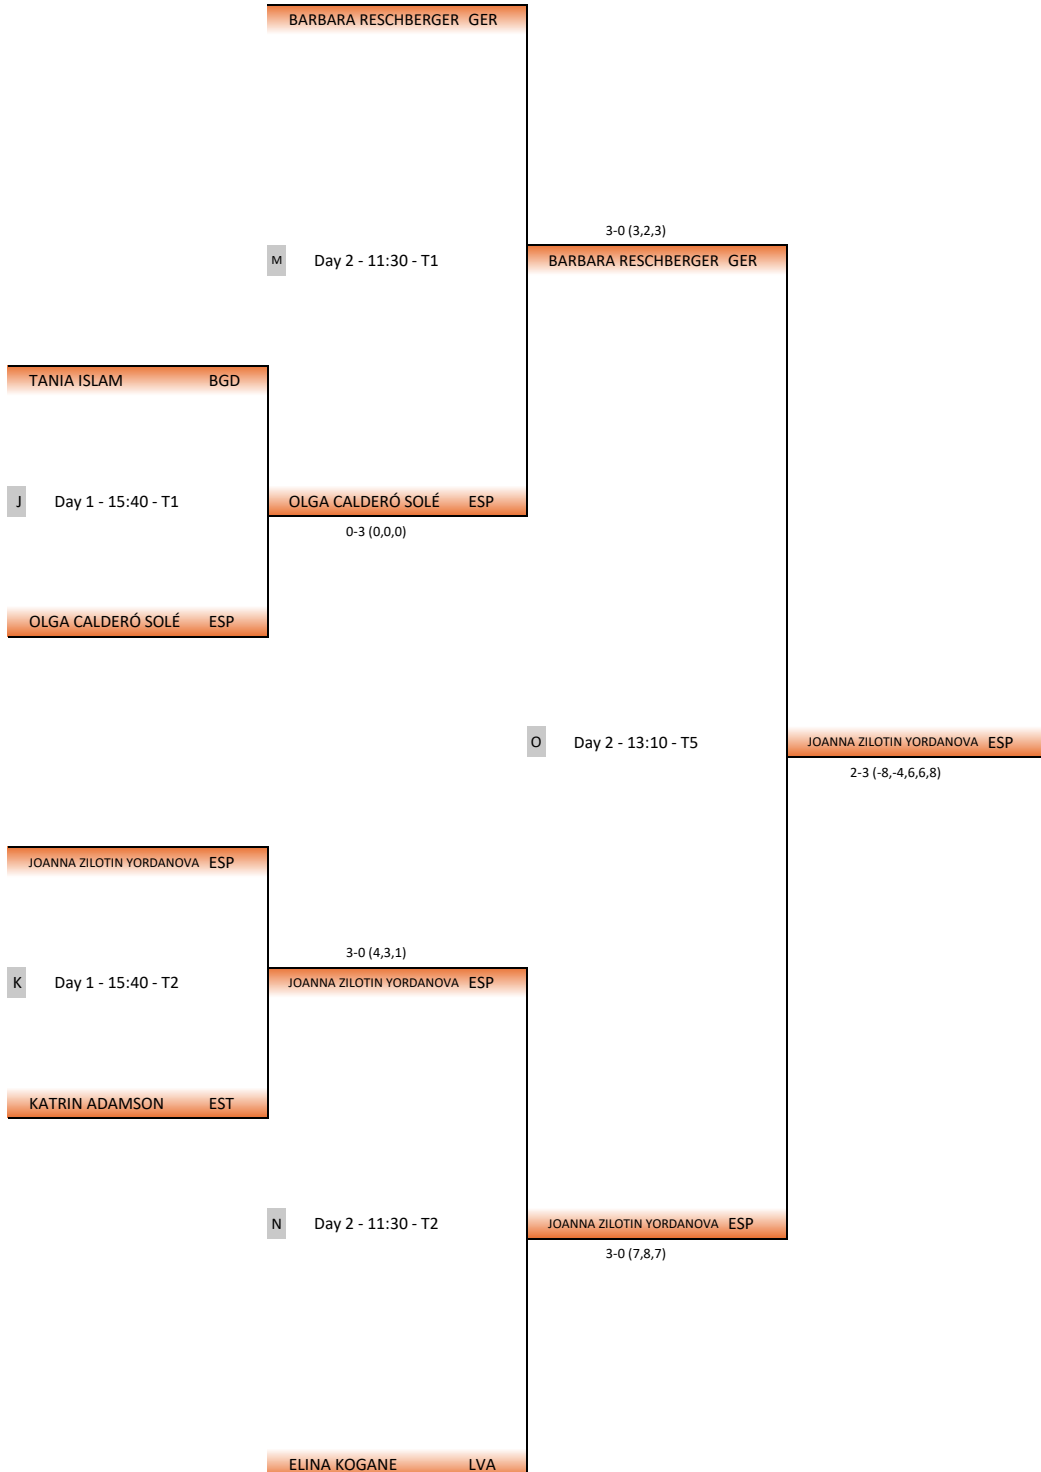 BARBARA RESCHBERGER GER
3-0 (3,2,3)
M Day 2 - 11:30 - T1
BARBARA RESCHBERGER GER
TANIA ISLAM BGD
J Day 1 - 15:40 - T1
OLGA CALDERÓ SOLÉ ESP
0-3 (0,0,0)
OLGA CALDERÓ SOLÉ ESP
O Day 2 - 13:10 - T5
JOANNA ZILOTIN YORDANOVA ESP
2-3 (-8,-4,6,6,8)
JOANNA ZILOTIN YORDANOVA ESP
3-0 (4,3,1)
K Day 1 - 15:40 - T2
JOANNA ZILOTIN YORDANOVA ESP
KATRIN ADAMSON EST
N Day 2 - 11:30 - T2
JOANNA ZILOTIN YORDANOVA ESP
3-0 (7,8,7)
ELINA KOGANE LVA